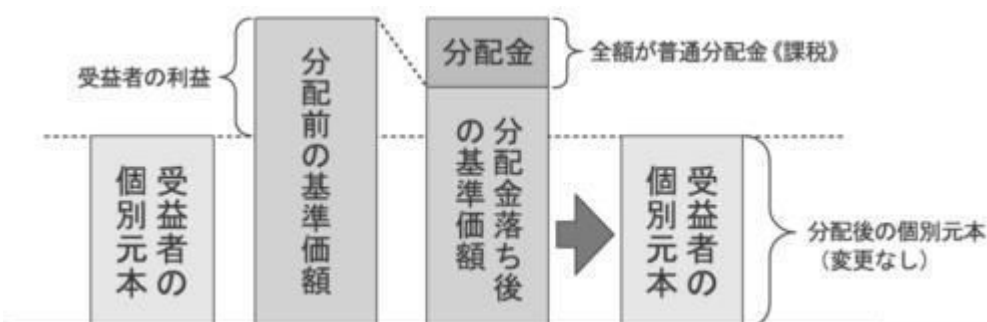 受益者の利益
受益者の
個別元本
分配前の基準価額
分配金
全額が普通分配金《課税》
分配金落ち後
の基準価額
受益者の
個別元本
分配後の個別元本
（変更なし）